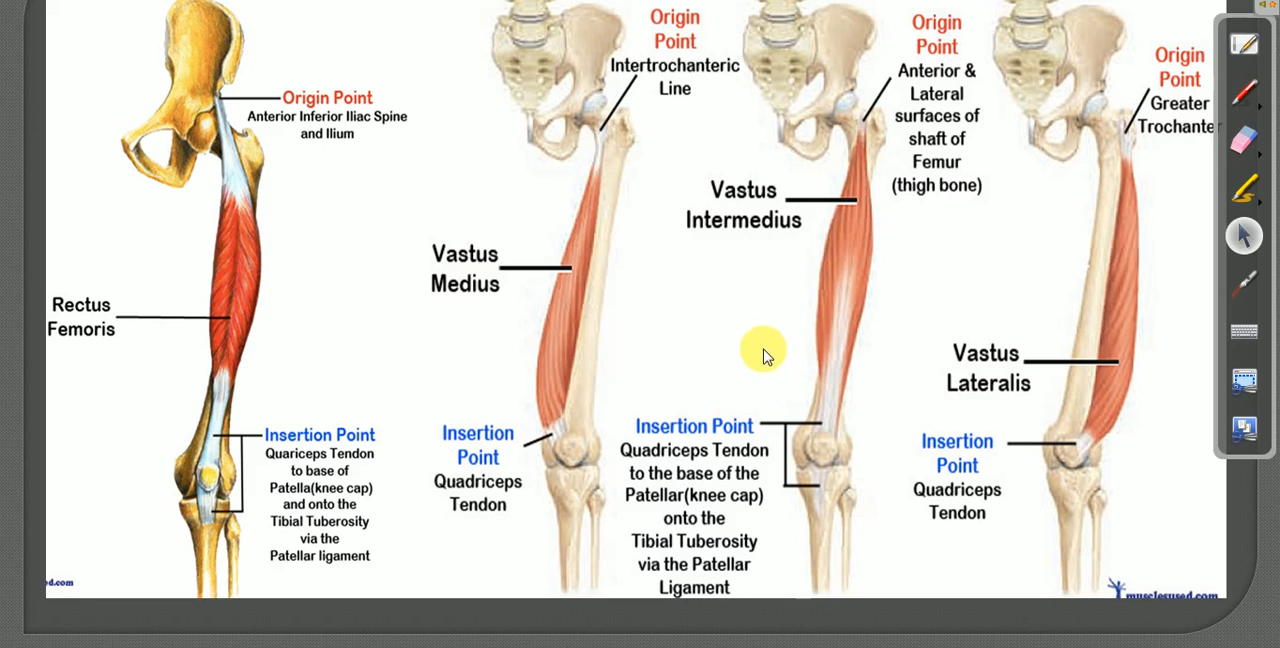 Origin Point
Anterior Inferior Iliac Spine
and Ilium
Rectus
Femoris
Insertion Point
Quariceps Tendon
to base of
Patella(knee cap)
and onto the
Tibial Tuberosity
via the
Patellar ligament
ed.com
Origin
Point
Intertrochanteric
Line
Vastus
Medius
Insertion
Point
Quadriceps
Tendon
Origin
Point
Anterior &
Lateral
surfaces of
shaft of
Femur
(thigh bone)
Vastus
Intermedius
Insertion Point
Quadriceps Tendon
to the base of the
Patellar(knee cap)
onto the
Tibial Tuberosity
via the Patellar
Ligament
Origin
Point
Greater
Trochanter
Vastus
Lateralis
Insertion
Point
Quadriceps
Tendon
musclesused.com